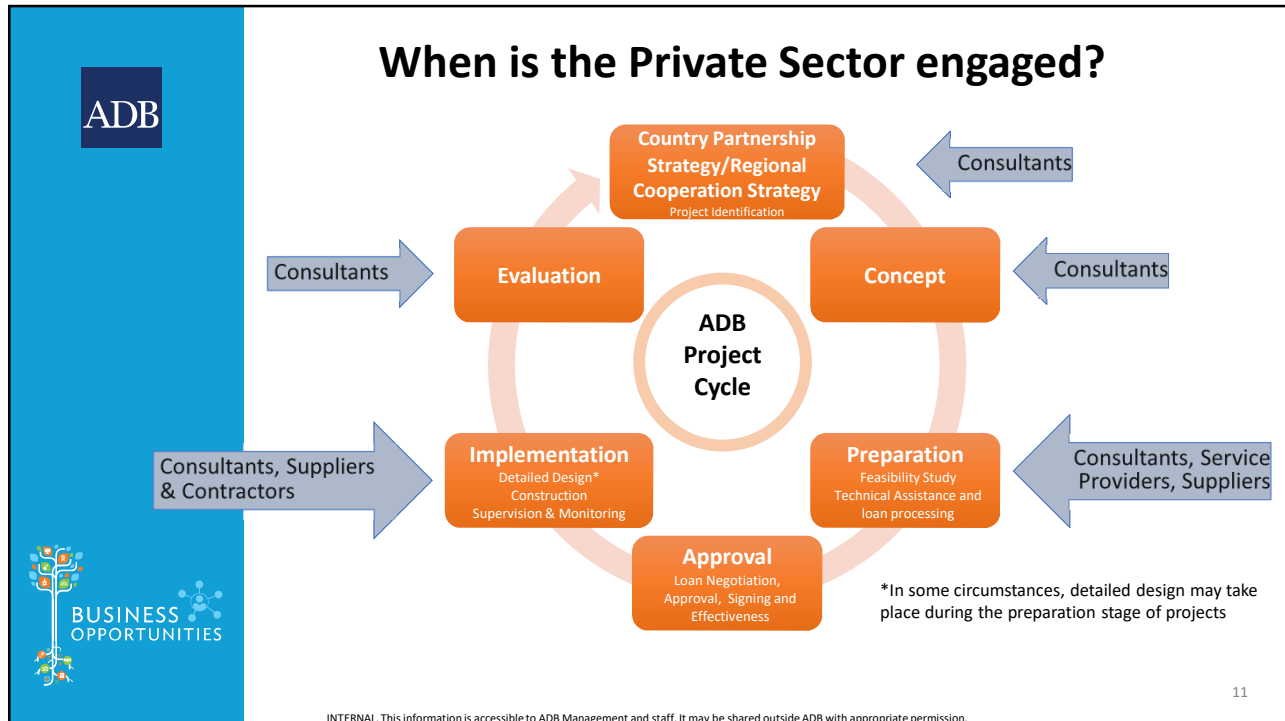 When is the Private Sector engaged?
ADB
Country Partnership
Strategy/Regional
Cooperation Strategy
Project Identification
Consultants
Concept
Consultants
Preparation
Feasibility Study
Technical Assistance and
loan processing
Consultants, Service
Providers, Suppliers
Approval
Loan Negotiation,
Approval, Signing and
Effectiveness
Implementation
Detailed Design*
Construction
Supervision & Monitoring
Consultants, Suppliers
& Contractors
Evaluation
Consultants
ADB
Project
Cycle
*In some circumstances, detailed design may take
place during the preparation stage of projects
BUSINESS
OPPORTUNITIES
11
INTERNAL. This information is accessible to ADB Management and staff. It may be shared outside ADB with appropriate permission.